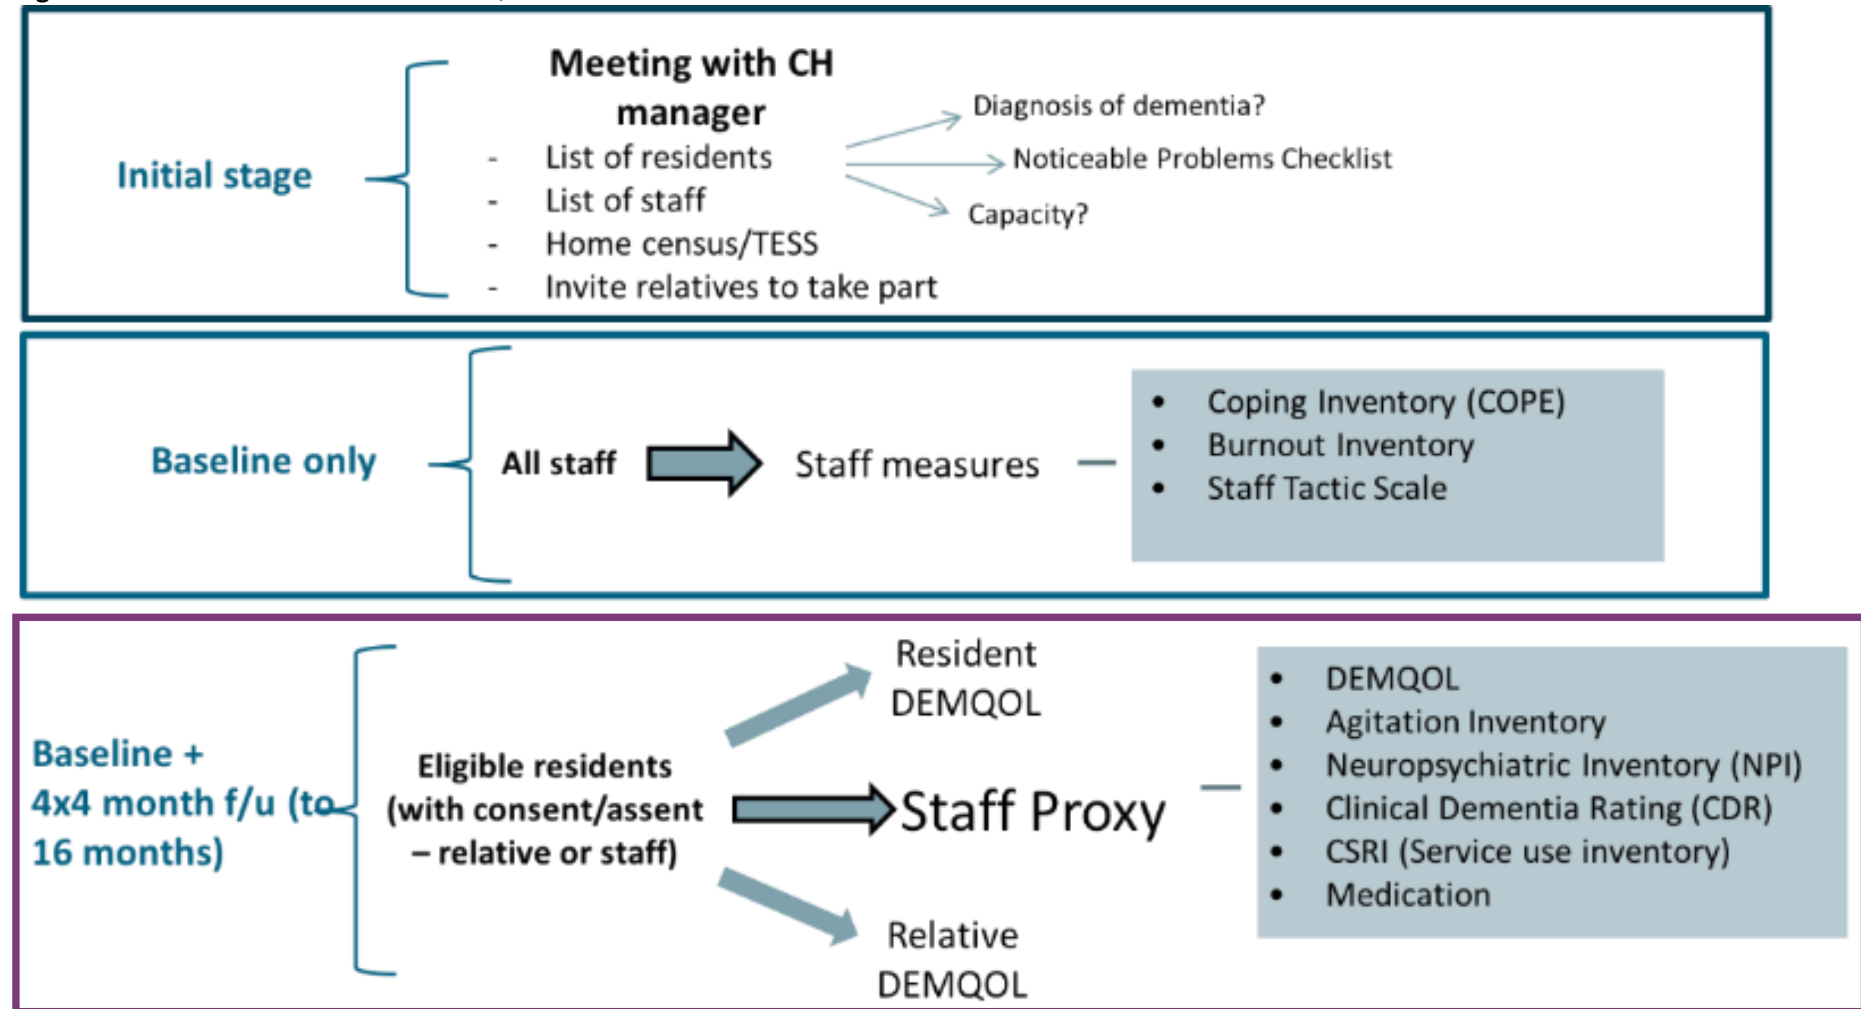 Initial stage
Meeting with CH
manager
- List of residents
- List of staff
- Home census/TESS
- Invite relatives to take part
Diagnosis of dementia?
Noticeable Problems Checklist
Capacity?
Baseline only
All staff
Staff measures
• Coping Inventory (COPE)
• Burnout Inventory
• Staff Tactic Scale
Baseline +
4x4 month f/u (to
16 months)
Eligible residents
(with consent/assent
– relative or staff)
Resident
DEMQOL
Staff Proxy
Relative
DEMQOL
• DEMQOL
• Agitation Inventory
• Neuropsychiatric Inventory (NPI)
• Clinical Dementia Rating (CDR)
• CSRI (Service use inventory)
• Medication